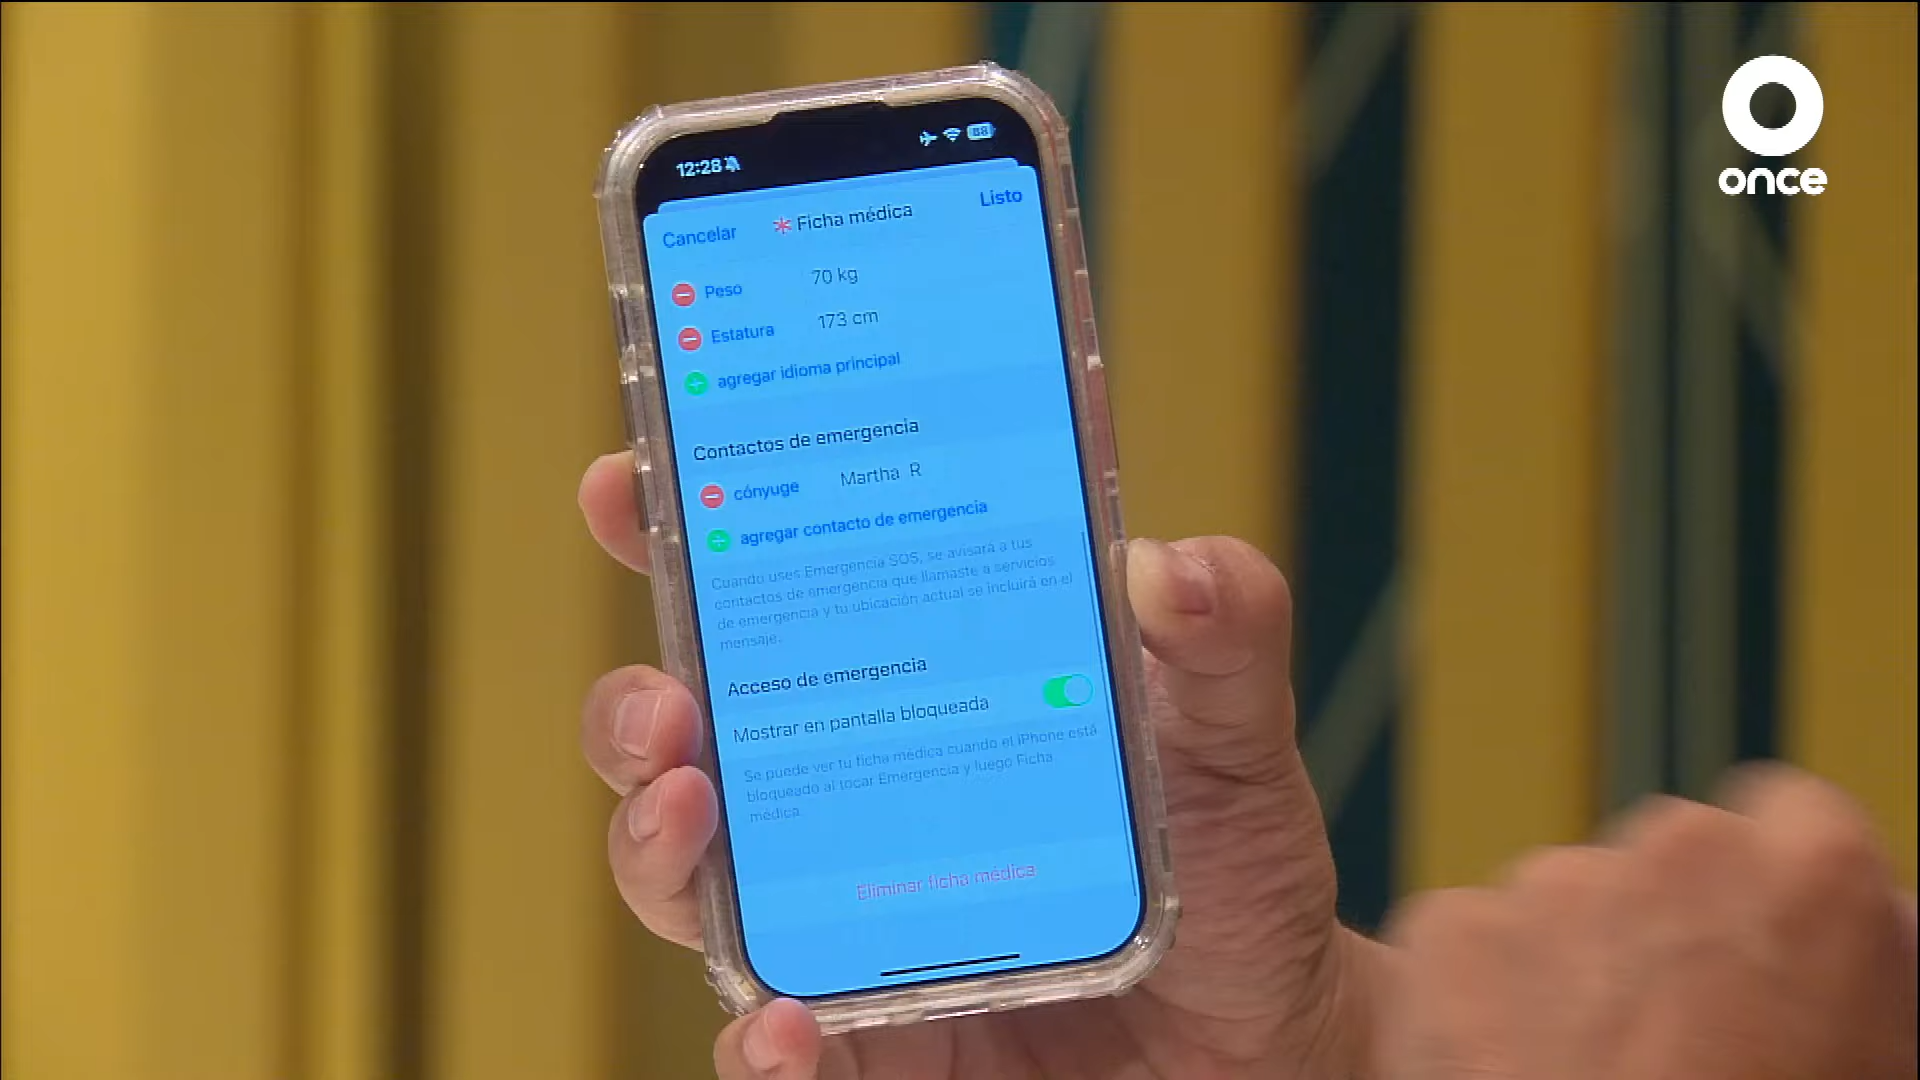 once
12:28
88
Cancelar
Ficha médica
Listo
Peso 70 kg
Estatura 173 cm
agregar idioma principal
Contactos de emergencia
cónyuge Martha R
agregar contacto de emergencia
Cuando uses Emergencia SOS, se avisará a tus
contactos de emergencia que llamaste a servicios
de emergencia y tu ubicación actual se incluirá en el
mensaje.
Acceso de emergencia
Mostrar en pantalla bloqueada
Se puede ver tu ficha médica cuando el iPhone está
bloqueado al tocar Emergencia y luego Ficha
médica.
Eliminar ficha médica